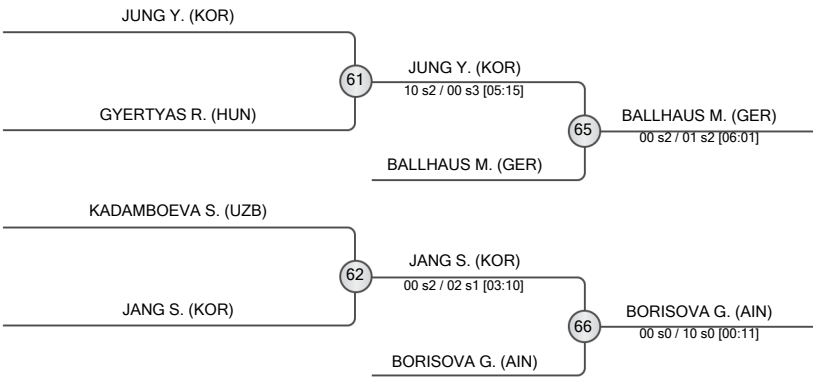 JUNG Y. (KOR)
61
JUNG Y. (KOR)
10 s2 / 00 s3 [05:15]
GYERTYAS R. (HUN)
65
BALLHAUS M. (GER)
00 s2 / 01 s2 [06:01]
BALLHAUS M. (GER)
KADAMBOEVA S. (UZB)
62
JANG S. (KOR)
00 s2 / 02 s1 [03:10]
JANG S. (KOR)
66
BORISOVA G. (AIN)
00 s0 / 10 s0 [00:11]
BORISOVA G. (AIN)